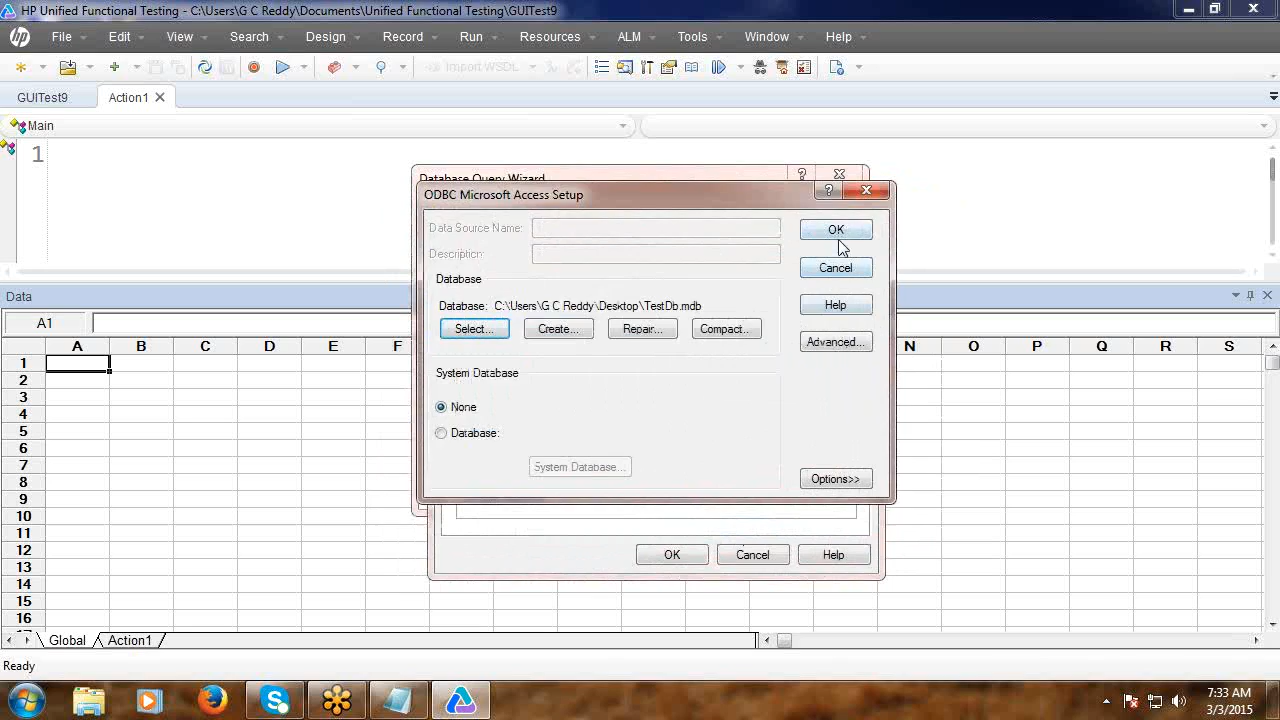 HP Unified Functional Testing - C:\Users\G C Reddy\Documents\Unified Functional Testing\GUITest9
File Edit View Search Design Record Run Resources ALM Tools Window Help
Import WSDL
GUITest9 Action1
Main
1
Database Query Wizard
ODBC Microsoft Access Setup
Data Source Name: OK
Description: Cancel
Database
Database: C:\Users\G C Reddy\Desktop\TestDb.mdb Help
Select... Create... Repair... Compact... Advanced...
System Database
None
Database:
System Database... Options>>
OK Cancel Help
Data
A1
A B C D E F N O P Q R S
1
2
3
4
5
6
7
8
9
10
11
12
13
14
15
16
Global Action1
Ready
7:33 AM
3/3/2015